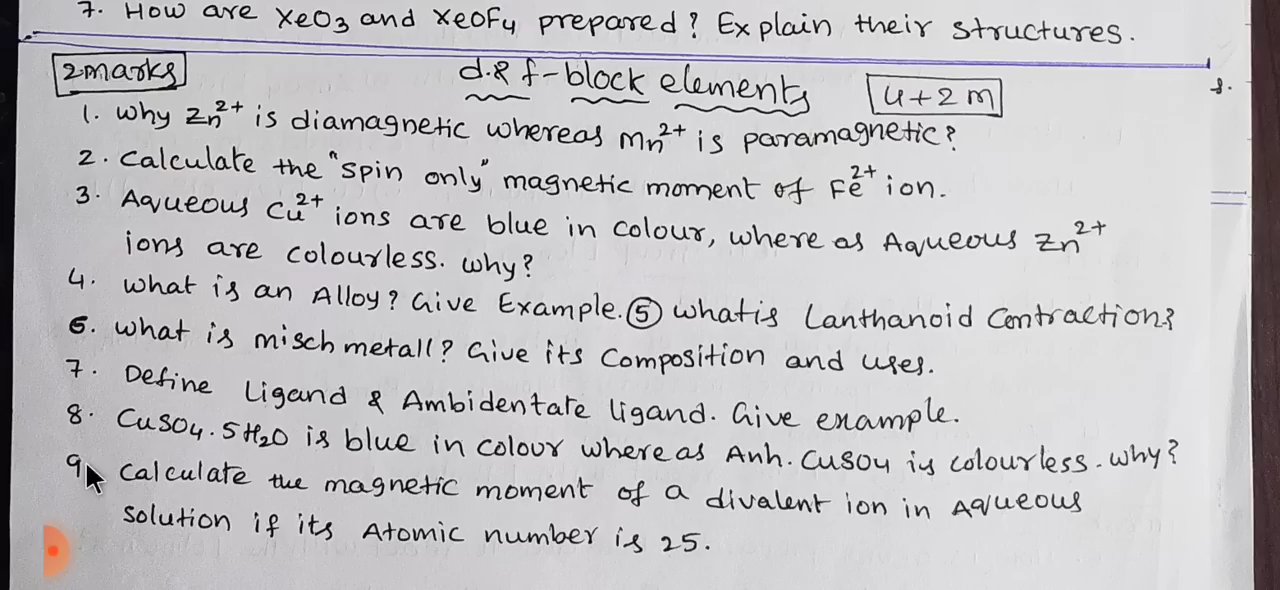 7. How are XeO3 and XeOF4 prepared? Explain their structures.
2marks
d.& f-block elements
4+2 m
8.
1. Why Zn2+ is diamagnetic whereas Mn2+ is paramagnetic?
2. Calculate the "Spin only" magnetic moment of Fe2+ ion.
3. Aqueous Cu2+ ions are blue in colour, where as Aqueous Zn2+
ions are colourless. why?
4. What is an Alloy? Give Example. ⑤ what is Lanthanoid Contraction?
6. What is misch metall? Give its Composition and uses.
7. Define Ligand & Ambidentate ligand. Give example.
8. CuSO4.5H2O is blue in colour where as Anh. CuSO4 is colourless. why?
9. Calculate the magnetic moment of a divalent ion in Aqueous
Solution if its Atomic number is 25.